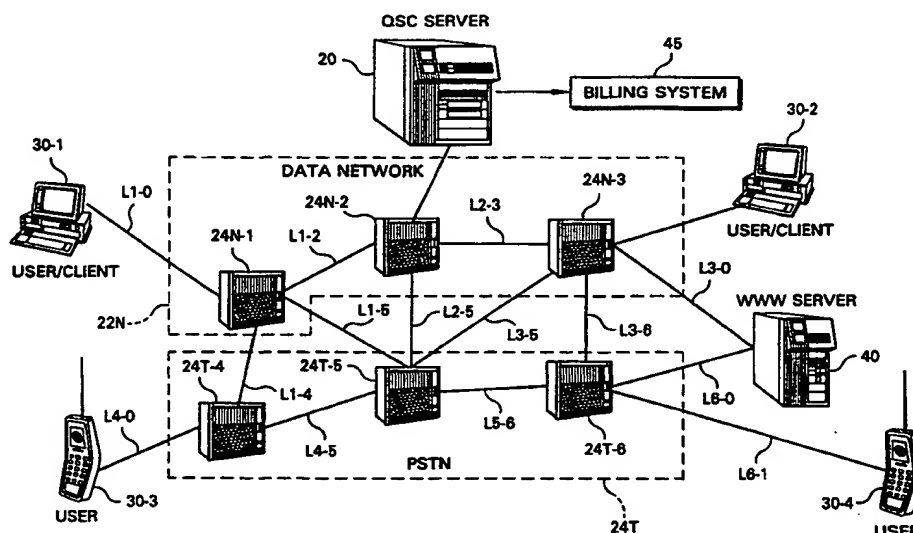 QSC SERVER
20
45
BILLING SYSTEM
30-1
30-2
L1-0
DATA NETWORK
24N-3
24N-2
L2-3
24N-1
L1-2
USER/CLIENT
USER/CLIENT
L3-0
WWW SERVER
22N
L1-5
L2-5
L3-5
L3-6
24T-4
24T-5
40
L1-4
L6-0
L4-0
L5-6
L4-5
24T-6
PSTN
L6-1
30-3
30-4
USER
24T
USER